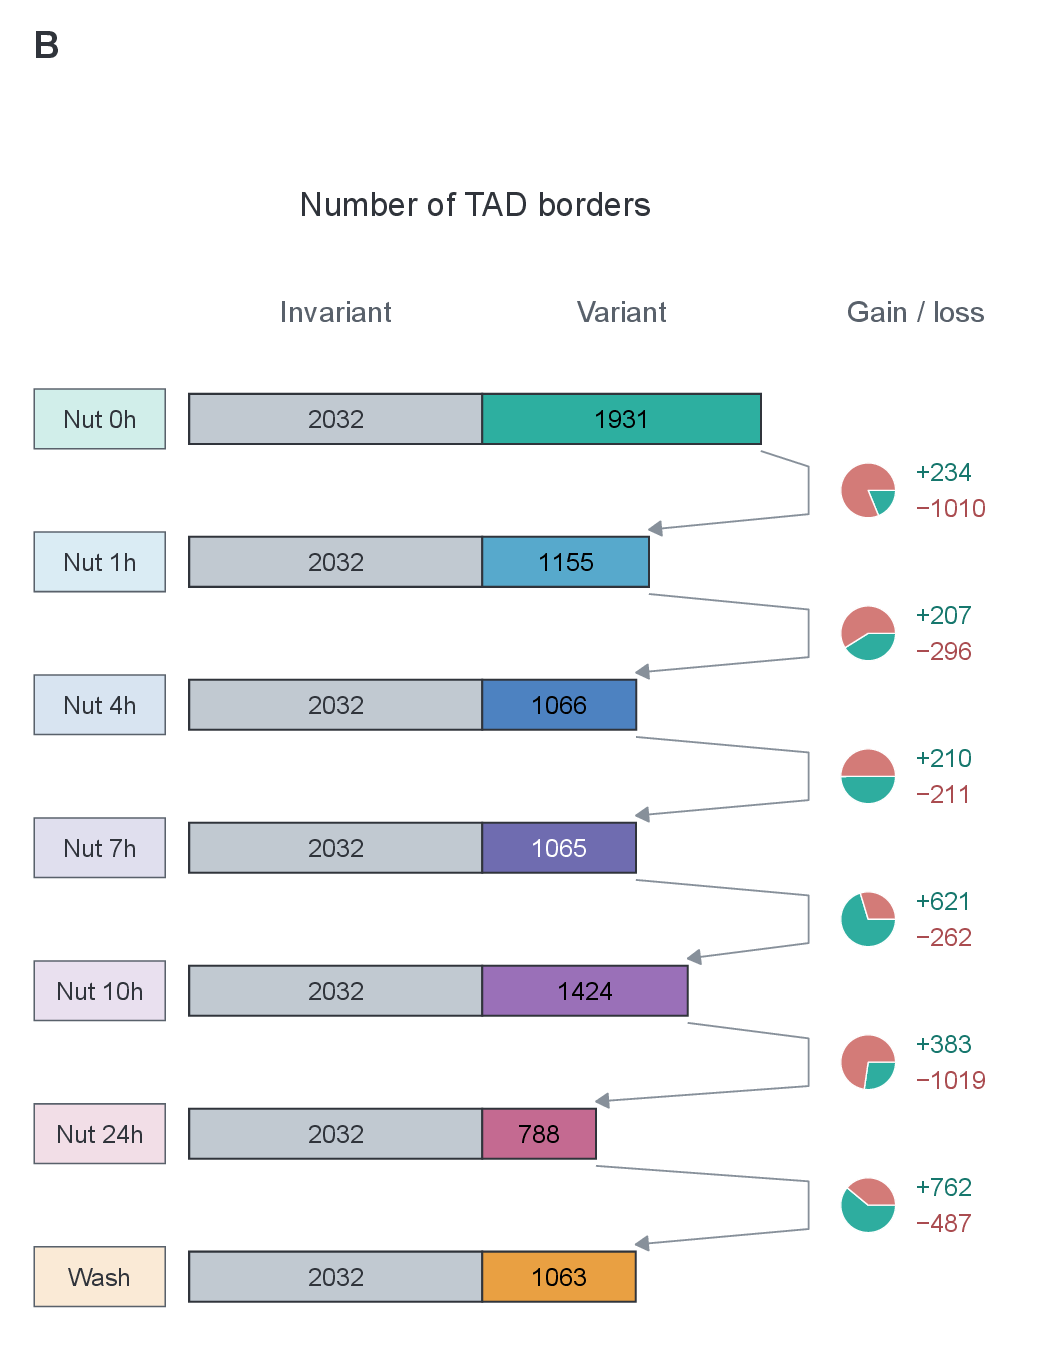 B
Number of TAD borders
Invariant Variant Gain / loss
Nut 0h 2032 1931
+234
−1010
Nut 1h 2032 1155
+207
−296
Nut 4h 2032 1066
+210
−211
Nut 7h 2032 1065
+621
−262
Nut 10h 2032 1424
+383
−1019
Nut 24h 2032 788
+762
−487
Wash 2032 1063